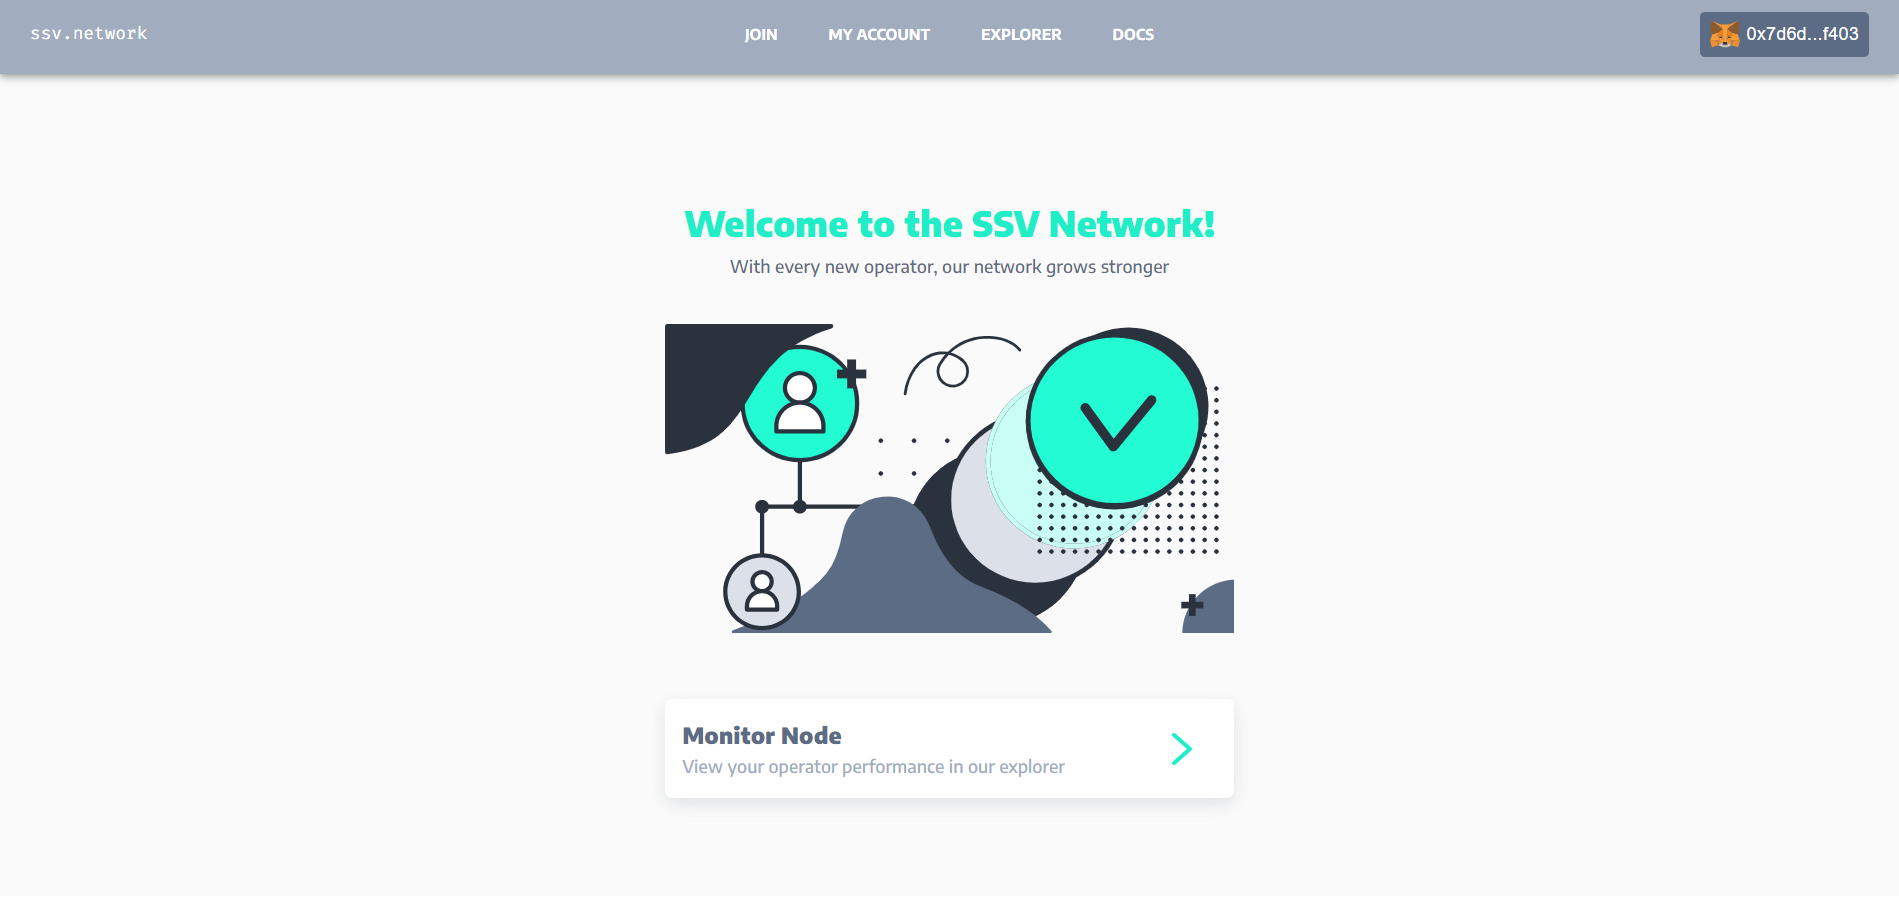 ssv.network
JOIN
MY ACCOUNT
EXPLORER
DOCS
0x7d6d...f403
Welcome to the SSV Network!
With every new operator, our network grows stronger
Monitor Node
View your operator performance in our explorer